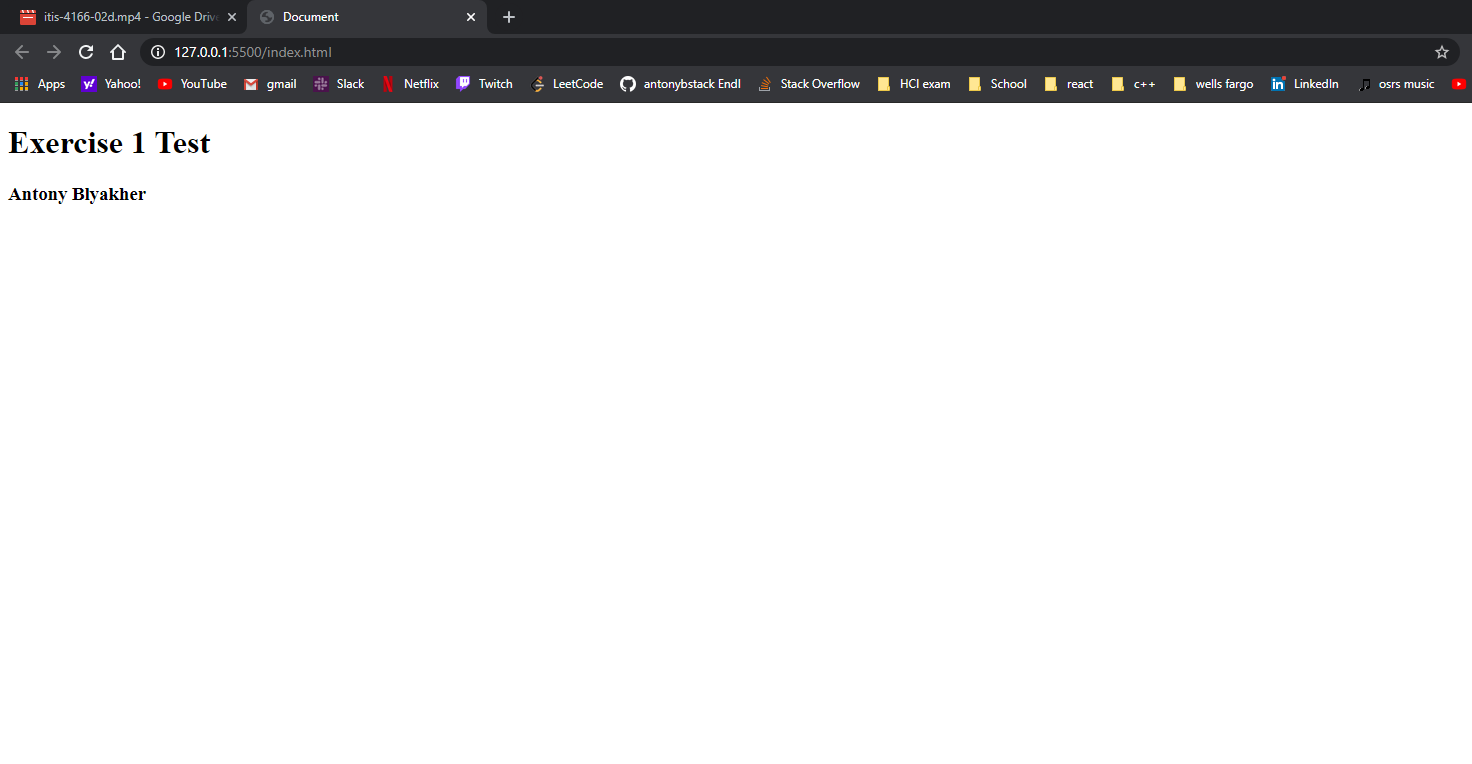 itis-4166-02d.mp4 - Google Drive
Document
127.0.0.1:5500/index.html
Apps Yahoo! YouTube gmail Slack Netflix Twitch LeetCode antonybstack Endl Stack Overflow HCI exam School react c++ wells fargo LinkedIn osrs music
Exercise 1 Test
Antony Blyakher